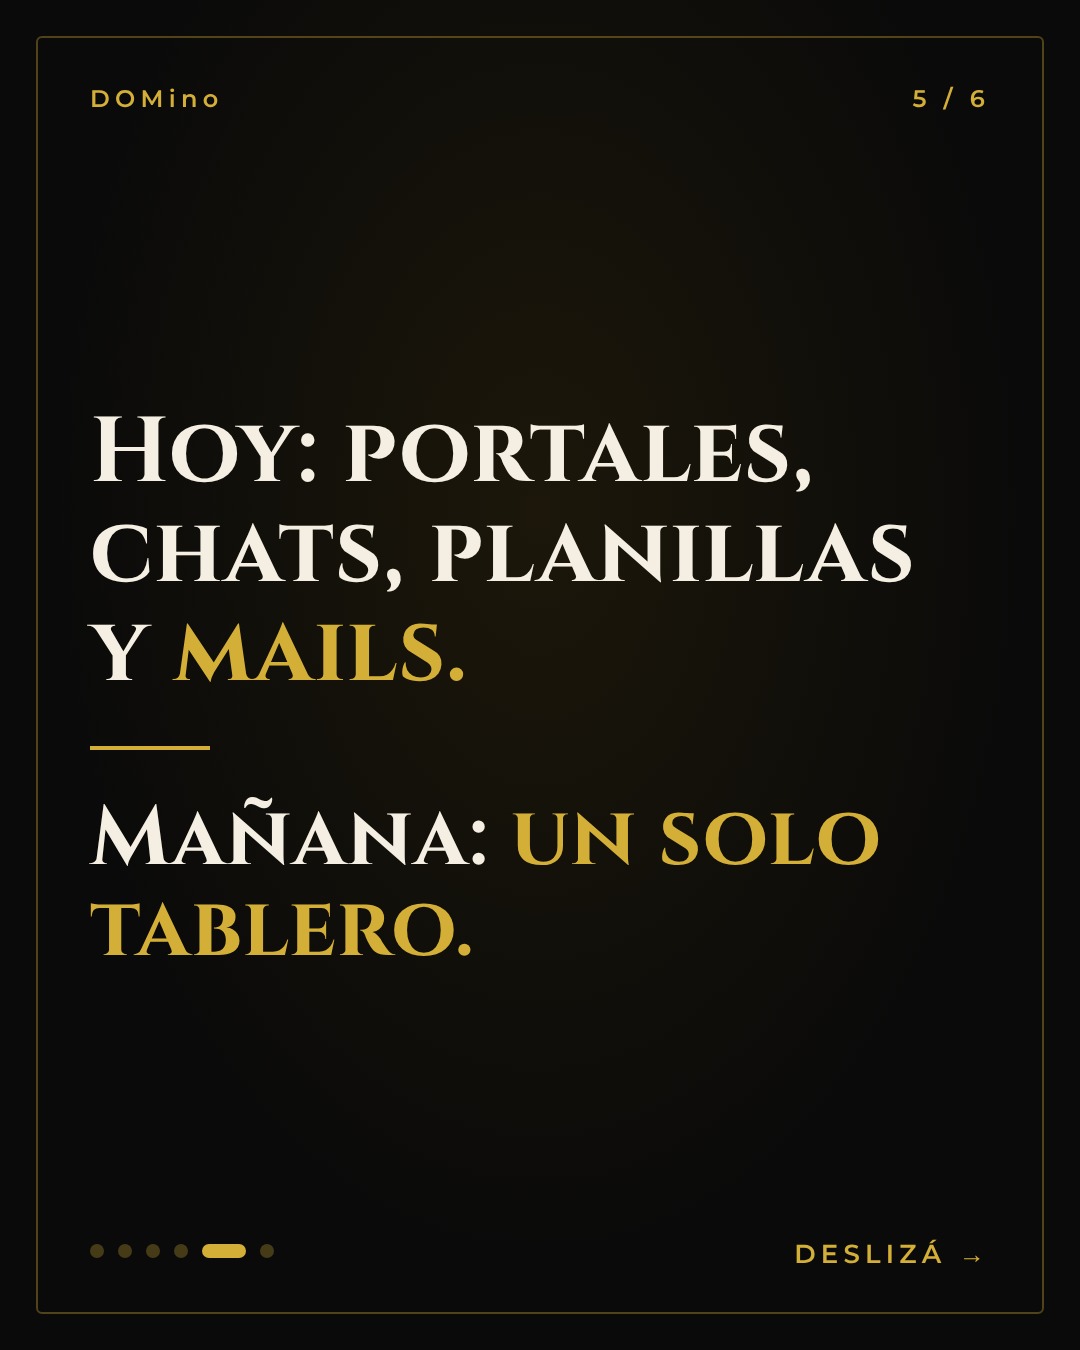 DOMino
5 / 6
Hoy: portales,
chats, planillas
y mails.
Mañana: un solo
tablero.
DESLIZÁ →